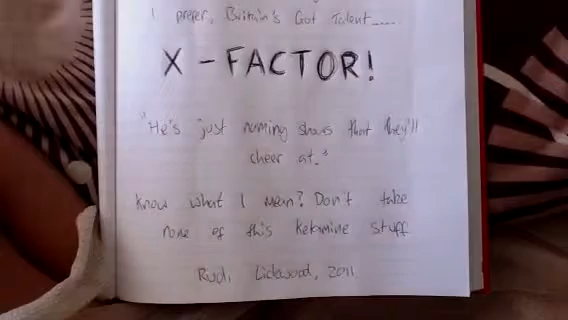 I prefer, Britain's Got Talent......
X - FACTOR!
"He's just naming shows that they'll
cheer at."
know what I mean? Don't take
none of this ketamine stuff
Rudi Lickwood, 2011